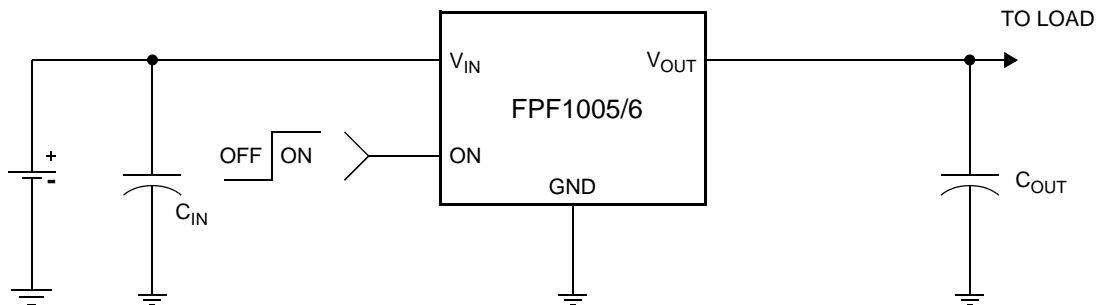 TO LOAD
V_IN
V_OUT
FPF1005/6
OFF ON
ON
GND
C_IN
C_OUT
+
-